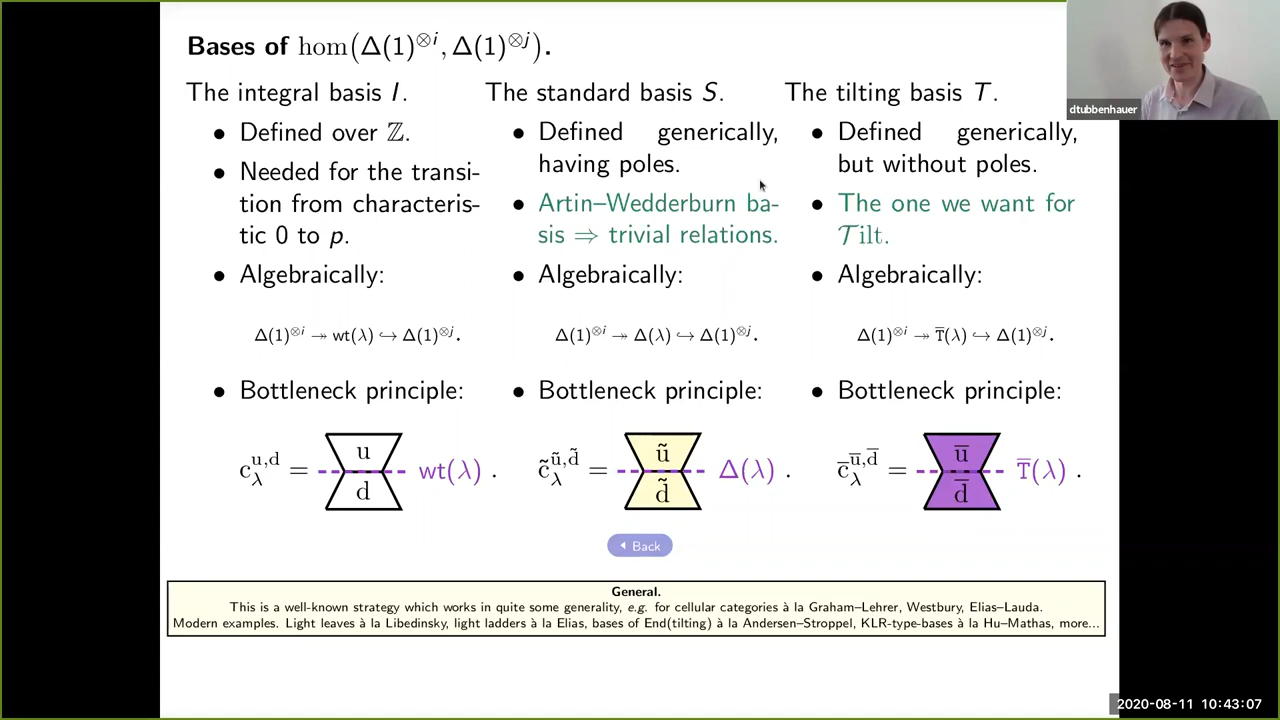 Bases of hom(Δ(1)^{⊗i}, Δ(1)^{⊗j}).
dtubbenhauer
The integral basis I.
• Defined over ℤ.
• Needed for the transi-
tion from characteris-
tic 0 to p.
• Algebraically:
Δ(1)^{⊗i} ↠ wt(λ) ↪ Δ(1)^{⊗j}.
• Bottleneck principle:
c_λ^{u,d} = u d wt(λ) .
The standard basis S.
• Defined generically,
having poles.
• Artin–Wedderburn ba-
sis ⇒ trivial relations.
• Algebraically:
Δ(1)^{⊗i} ↠ Δ(λ) ↪ Δ(1)^{⊗j}.
• Bottleneck principle:
c̃_λ^{ũ,d̃} = ũ d̃ Δ(λ) .
The tilting basis T.
• Defined generically,
but without poles.
• The one we want for
𝒯ilt.
• Algebraically:
Δ(1)^{⊗i} ↠ T̅(λ) ↪ Δ(1)^{⊗j}.
• Bottleneck principle:
c̅_λ^{u̅,d̅} = u̅ d̅ T̅(λ) .
Back
General.
This is a well-known strategy which works in quite some generality, e.g. for cellular categories à la Graham–Lehrer, Westbury, Elias–Lauda.
Modern examples. Light leaves à la Libedinsky, light ladders à la Elias, bases of End(tilting) à la Andersen–Stroppel, KLR-type-bases à la Hu–Mathas, more...
2020-08-11 10:43:07